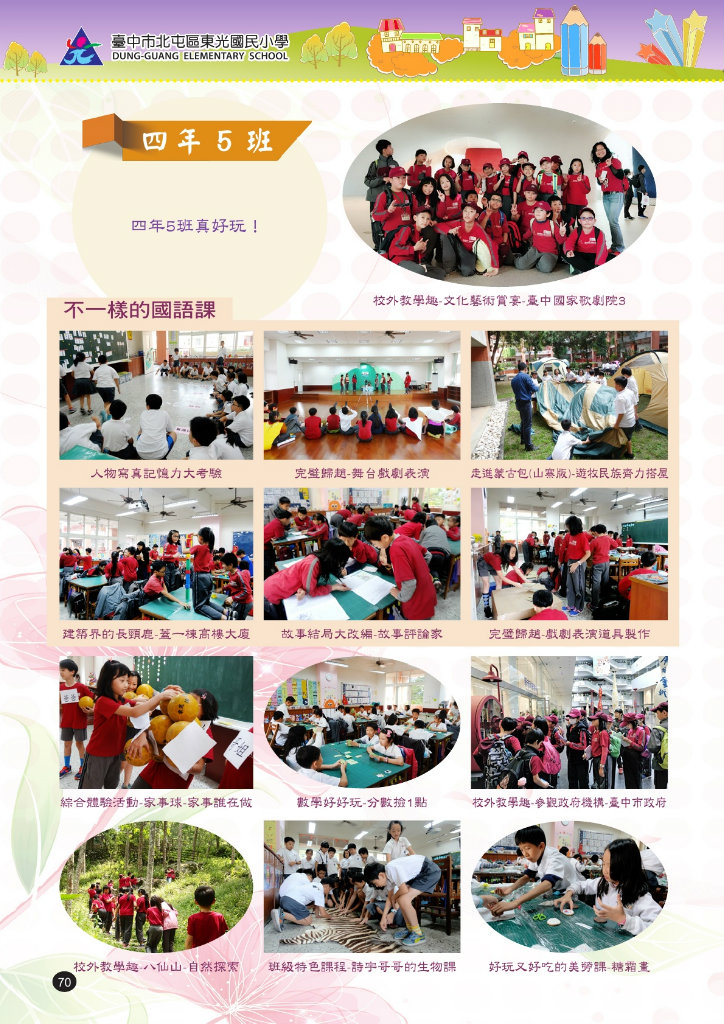 臺中市北屯區東光國民小學
DUNG-GUANG ELEMENTARY SCHOOL
四年5班
四年5班真好玩！
校外教學趣-文化藝術賞宴-臺中國家歌劇院3
不一樣的國語課
人物寫真記憶力大考驗
完璧歸趙-舞台戲劇表演
走進蒙古包(山寨版)-遊牧民族齊力搭屋
建築界的長頸鹿-蓋一棟高樓大廈
故事結局大改編-故事評論家
完璧歸趙-戲劇表演道具製作
綜合體驗活動-家事球-家事誰在做
數學好好玩-分數撿1點
校外教學趣-參觀政府機構-臺中市政府
校外教學趣-八仙山-自然探索
班級特色課程-詩宇哥哥的生物課
好玩又好吃的美勞課-糖霜畫
70